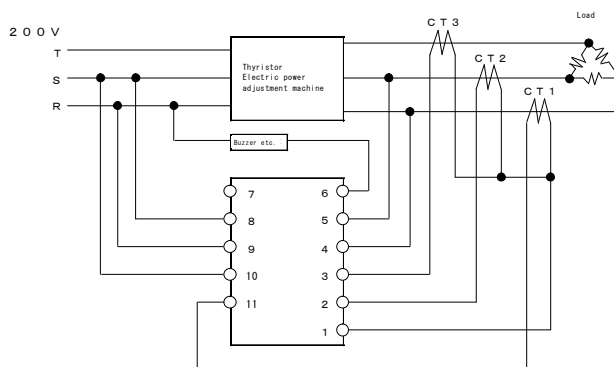 200V
T
S
R
Thyristor
Electric power
adjustment machine
CT3
CT2
CT1
Load
Buzzer etc.
7
8
9
10
11
6
5
4
3
2
1